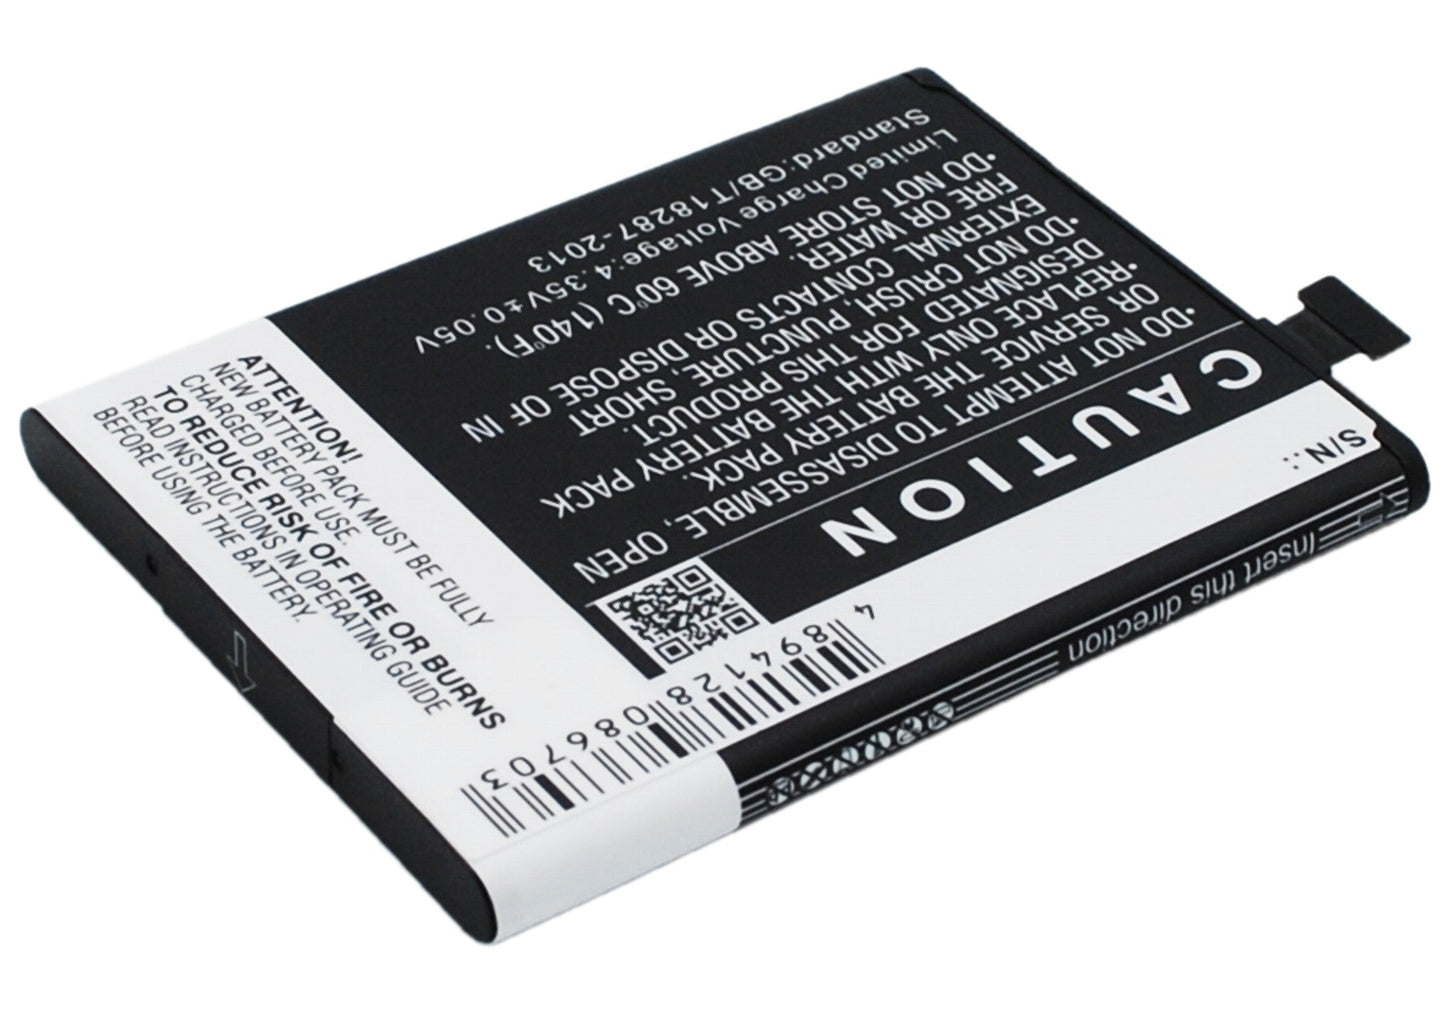 CAUTION
•DO NOT ATTEMPT TO DISASSEMBLE, OPEN
OR SERVICE THE BATTERY PACK.
•REPLACE ONLY WITH THE BATTERY PACK
DESIGNATED FOR THIS PRODUCT.
•DO NOT CRUSH, PUNCTURE, SHORT
EXTERNAL CONTACTS OR DISPOSE OF IN
FIRE OR WATER.
•DO NOT STORE ABOVE 60°C (140°F).
Limited Charge Voltage:4.35V±0.05V
Standard:GB/T18287-2013
S/N.:
4 894128 086703
ATTENTION!
NEW BATTERY PACK MUST BE FULLY
CHARGED BEFORE USE.
TO REDUCE RISK OF FIRE OR BURNS
READ INSTRUCTIONS IN OPERATING GUIDE
BEFORE USING THE BATTERY.
Insert this direction